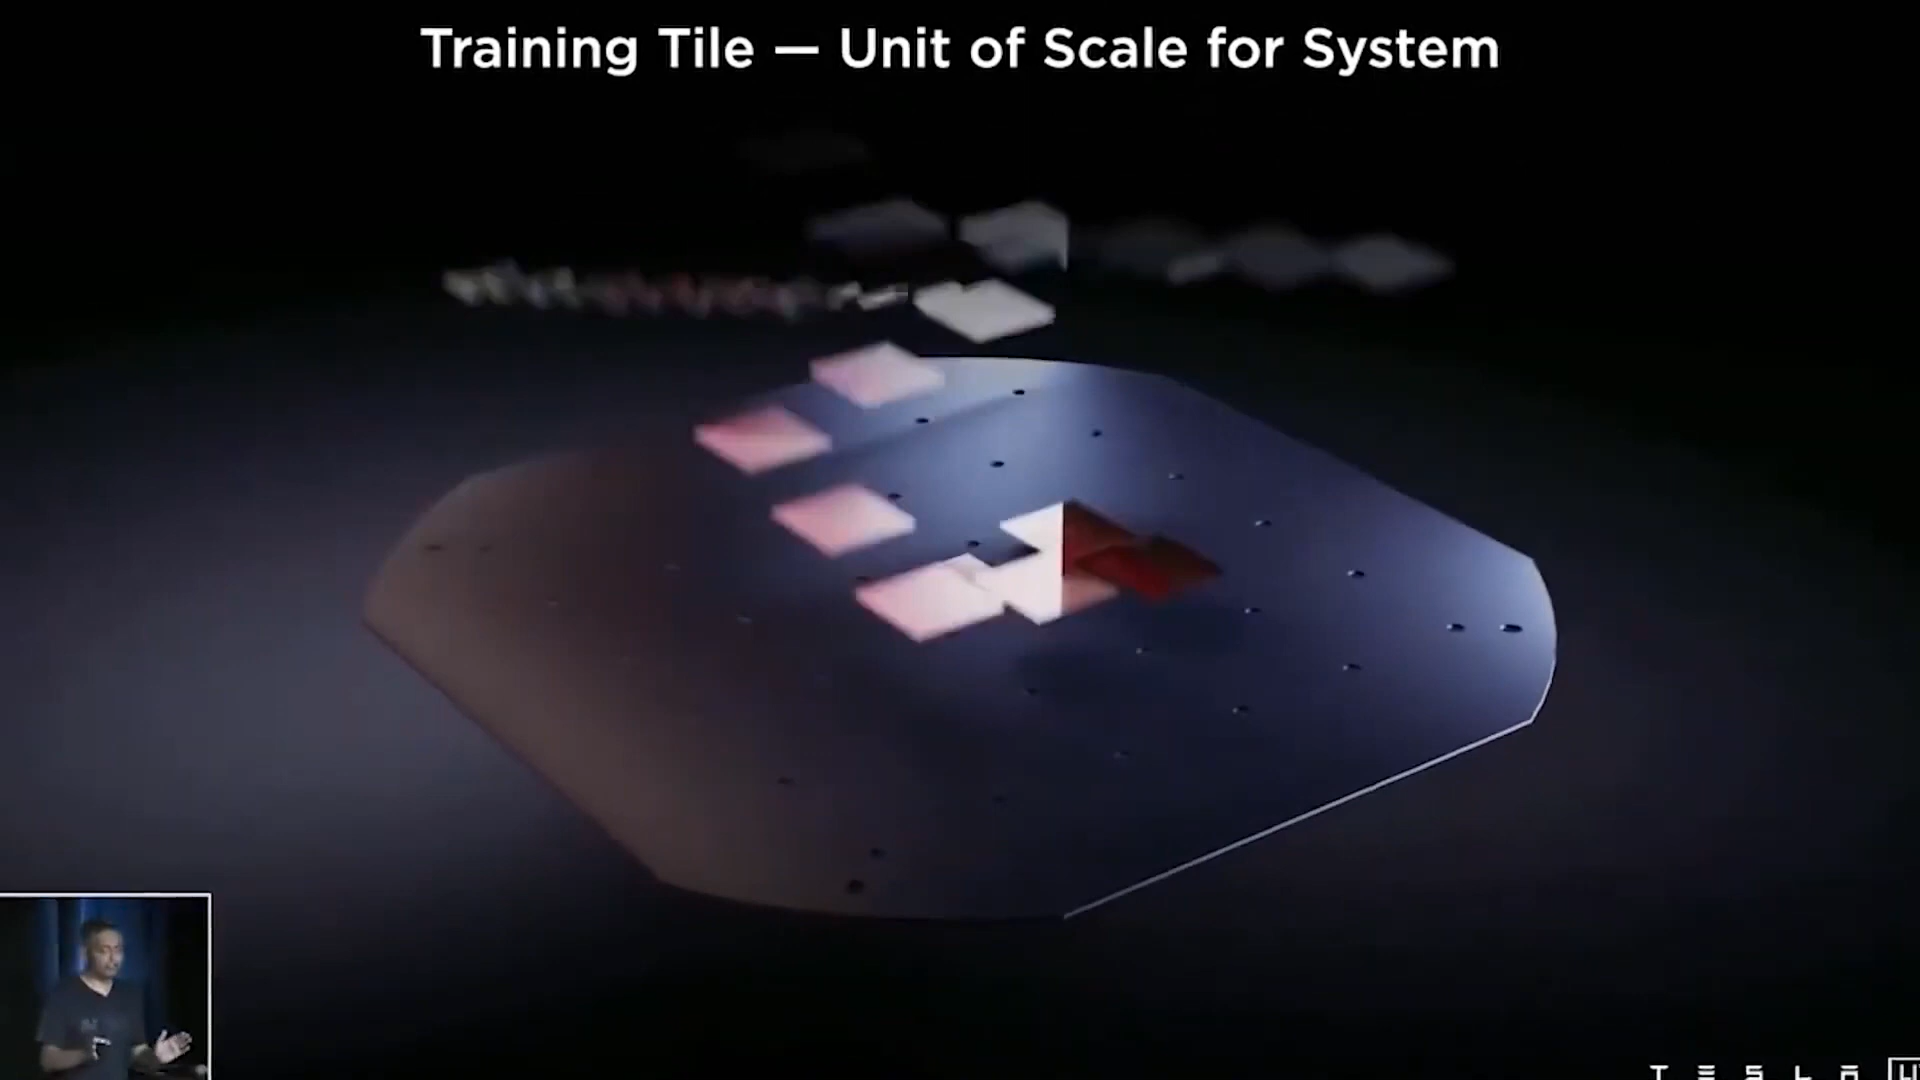 Training Tile — Unit of Scale for System
TESLA